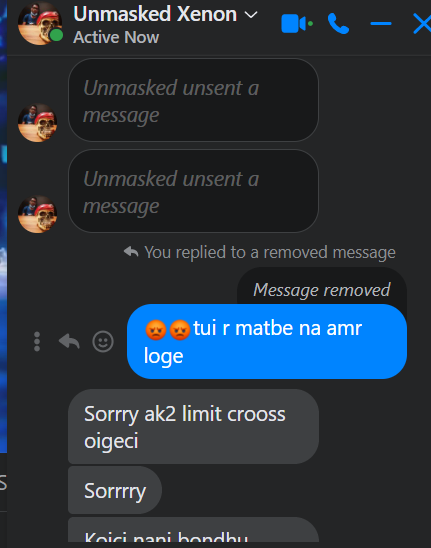 Unmasked Xenon
Active Now
Unmasked unsent a
message
Unmasked unsent a
message
You replied to a removed message
Message removed
😡😡tui r matbe na amr
loge
Sorrry ak2 limit crooss
oigeci
Sorrrry
Koici nani bondhu